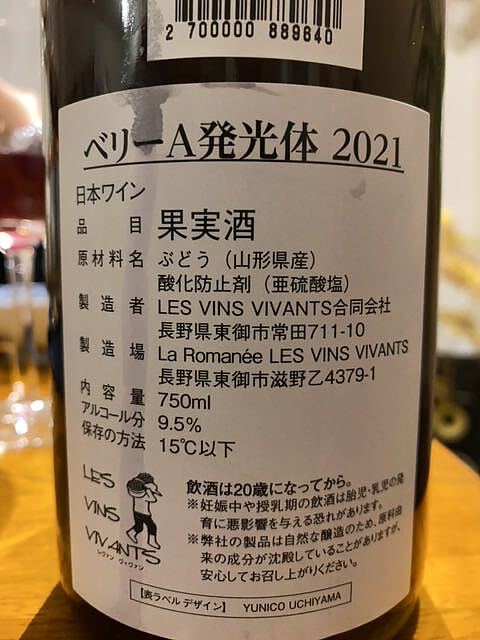 2 700000 889840
ベリーA発光体 2021
日本ワイン
品目 果実酒
原材料名 ぶどう（山形県産）
酸化防止剤（亜硫酸塩）
製造者 LES VINS VIVANTS合同会社
長野県東御市常田711-10
製造場 La Romanée LES VINS VIVANTS
長野県東御市滋野乙4379-1
内容量 750ml
アルコール分 9.5%
保存の方法 15℃以下
LES
VINS
VIVANTS
レヴァン ヴィヴァン
飲酒は20歳になってから。
※妊娠中や授乳期の飲酒は胎児・乳児の発
育に悪影響を与える恐れがあります。
※弊社の製品は自然な醸造のため、原料由
来の成分が沈殿していることがありますが、
安心してお召し上がりください。
【表ラベル デザイン】 YUNICO UCHIYAMA